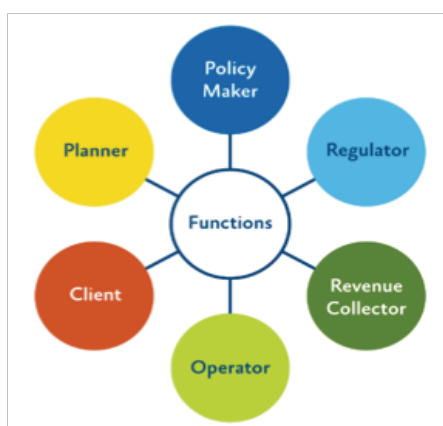 Policy
Maker
Planner
Regulator
Functions
Client
Revenue
Collector
Operator